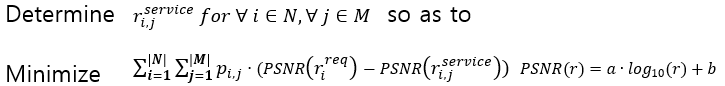 Determine r_{i,j}^{service} for ∀ i ∈ N, ∀ j ∈ M so as to
Minimize ∑_{i=1}^{|N|} ∑_{j=1}^{|M|} p_{i,j} · (PSNR(r_i^{req}) − PSNR(r_{i,j}^{service})) PSNR(r) = a · log_{10}(r) + b